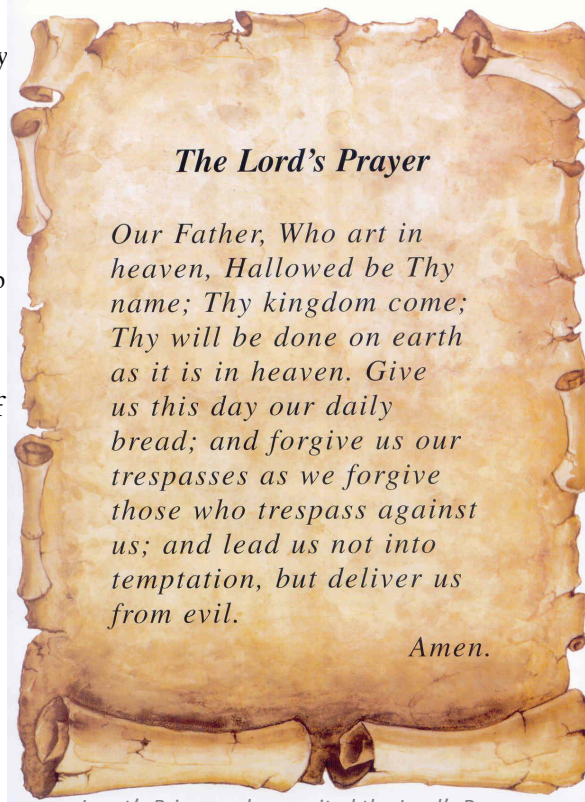 The Lord's Prayer
Our Father, Who art in
heaven, Hallowed be Thy
name; Thy kingdom come;
Thy will be done on earth
as it is in heaven. Give
us this day our daily
bread; and forgive us our
trespasses as we forgive
those who trespass against
us; and lead us not into
temptation, but deliver us
from evil.
Amen.